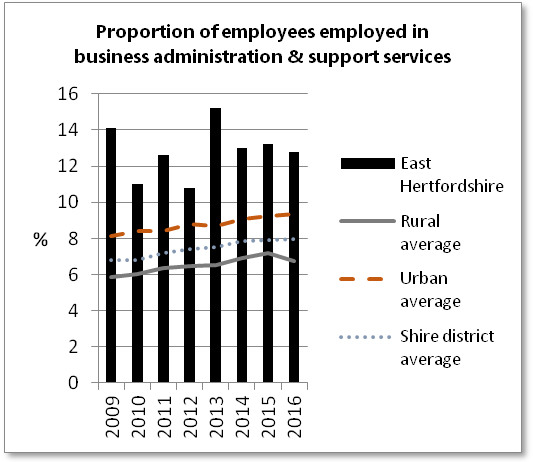 Proportion of employees employed in
business administration & support services
16
14
12
10
8
6
4
2
0
%
2009
2010
2011
2012
2013
2014
2015
2016
East
Hertfordshire
Rural
average
Urban
average
Shire district
average